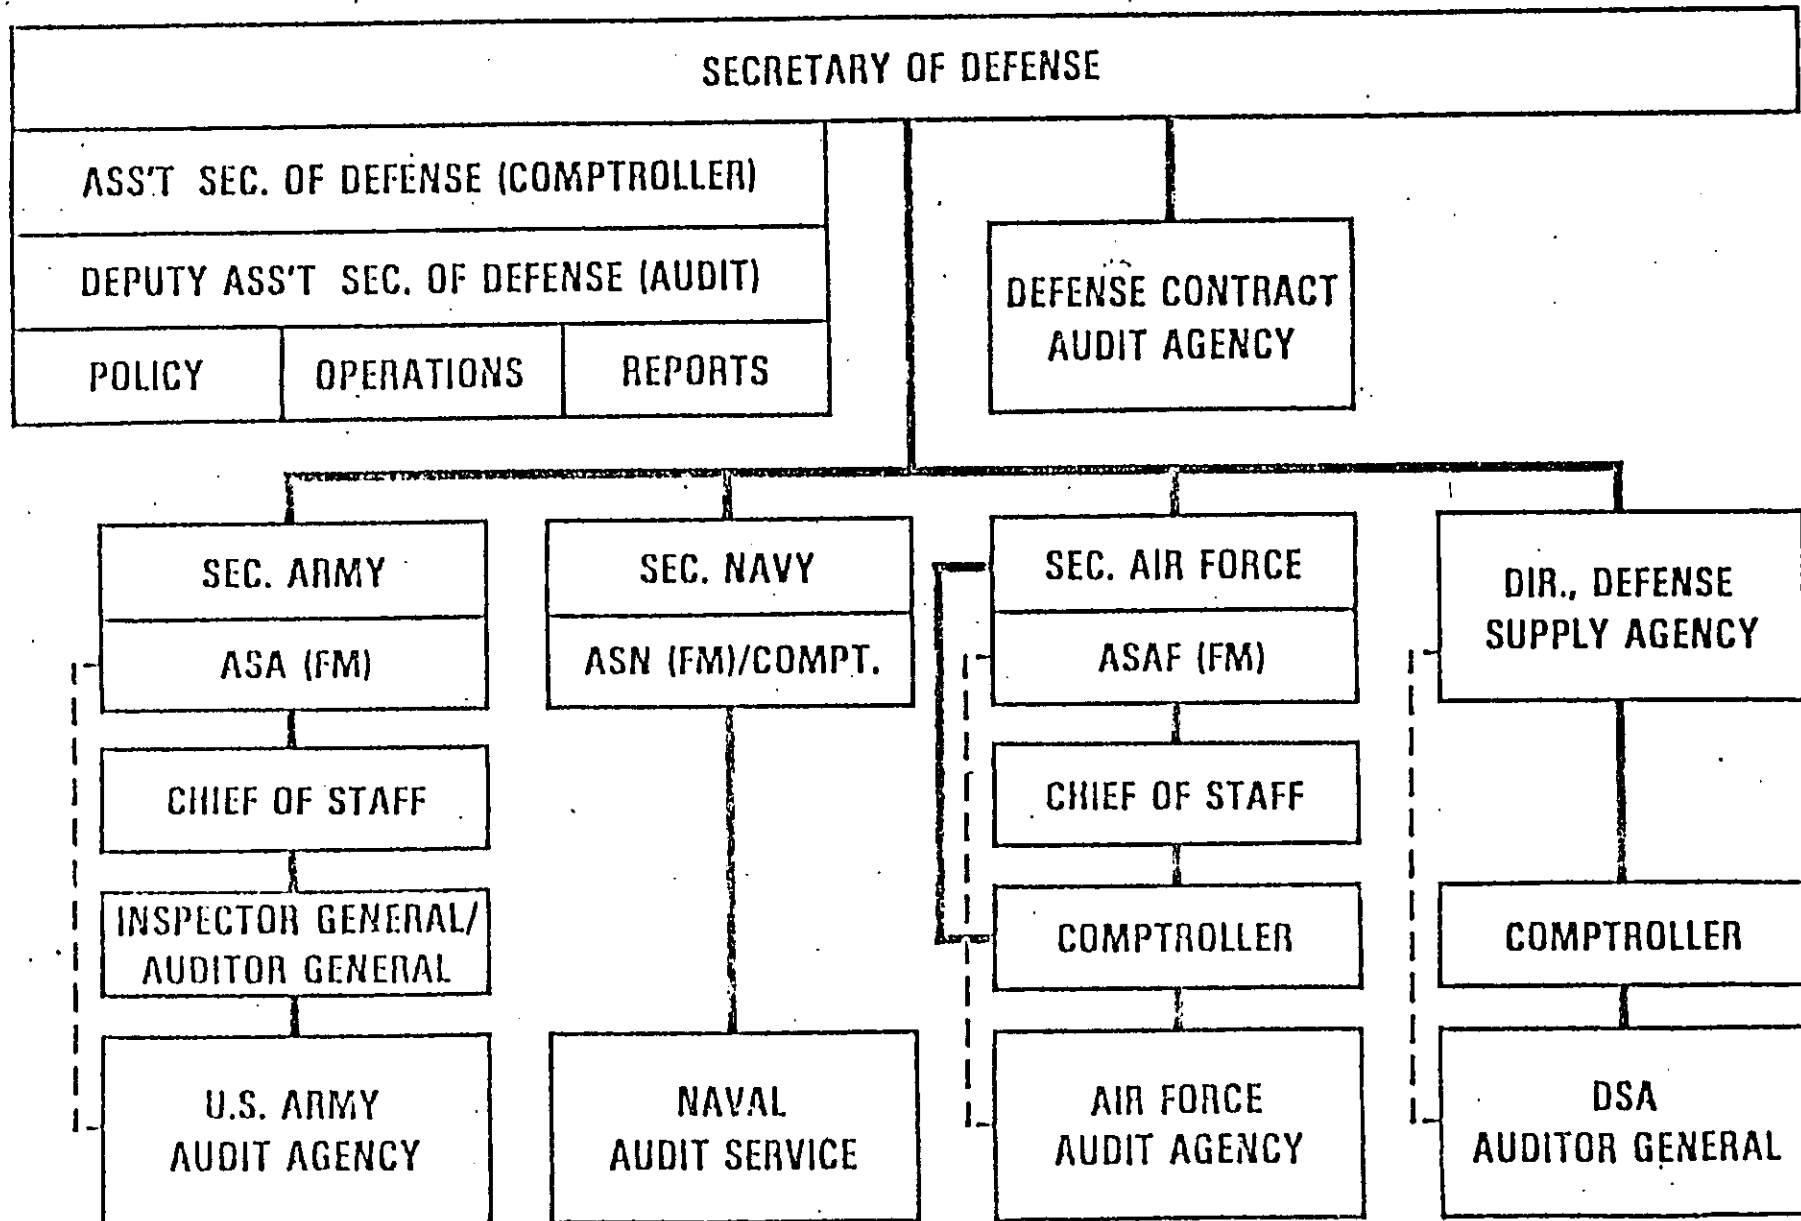 SECRETARY OF DEFENSE
ASS'T SEC. OF DEFENSE (COMPTROLLER)
DEPUTY ASS'T SEC. OF DEFENSE (AUDIT)
POLICY
OPERATIONS
REPORTS
DEFENSE CONTRACT
AUDIT AGENCY
SEC. ARMY
ASA (FM)
CHIEF OF STAFF
INSPECTOR GENERAL/
AUDITOR GENERAL
U.S. ARMY
AUDIT AGENCY
SEC. NAVY
ASN (FM)/COMPT.
NAVAL
AUDIT SERVICE
SEC. AIR FORCE
ASAF (FM)
CHIEF OF STAFF
COMPTROLLER
AIR FORCE
AUDIT AGENCY
DIR., DEFENSE
SUPPLY AGENCY
COMPTROLLER
DSA
AUDITOR GENERAL